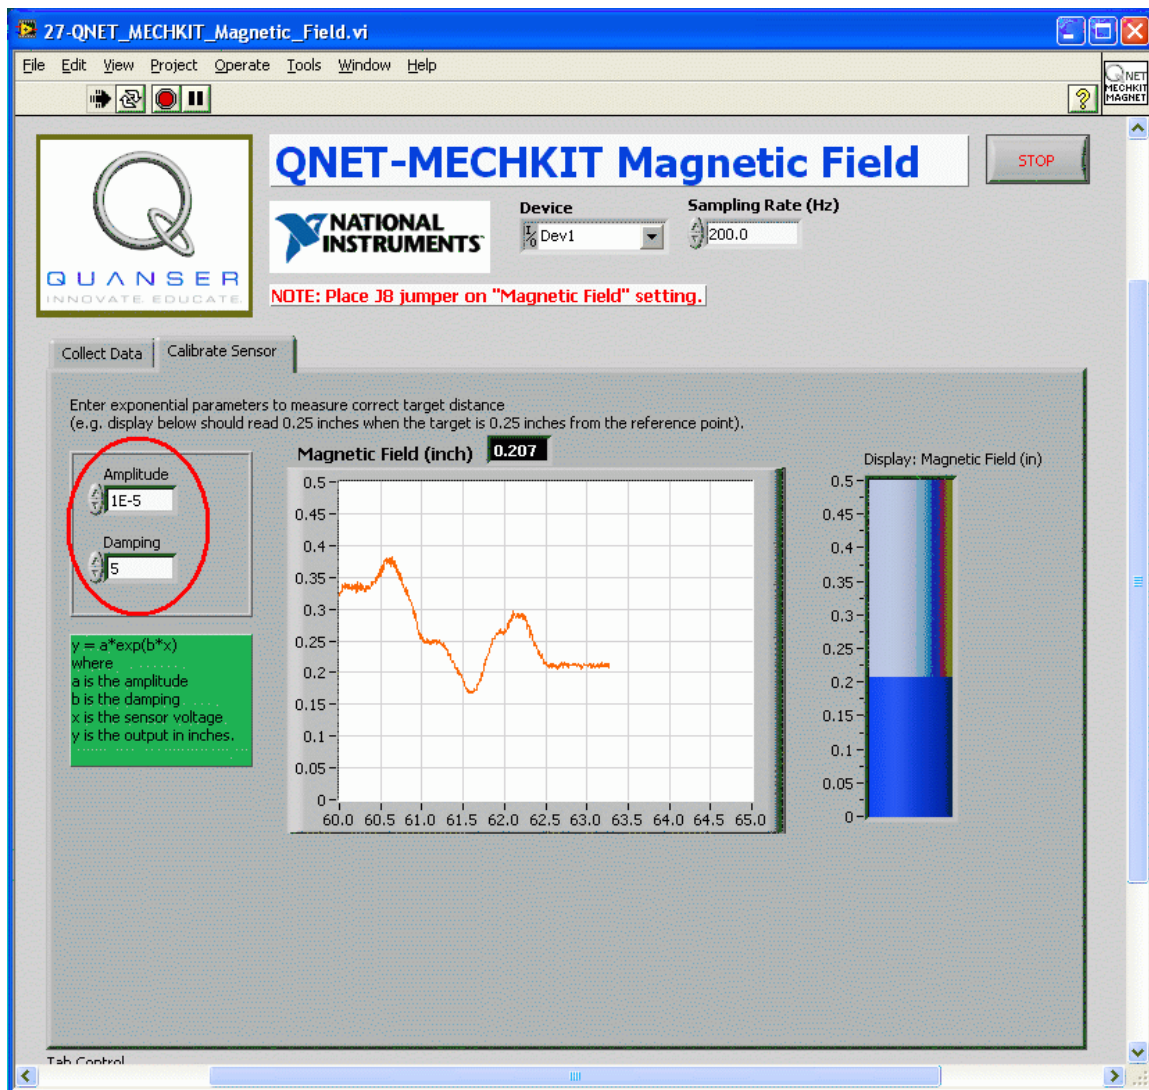 27-QNET_MECHKIT_Magnetic_Field.vi
File Edit View Project Operate Tools Window Help
QNET
MECHKIT
MAGNET
QUANSER
INNOVATE. EDUCATE.
QNET-MECHKIT Magnetic Field
STOP
NATIONAL
INSTRUMENTS
Device
Dev1
Sampling Rate (Hz)
200.0
NOTE: Place J8 jumper on "Magnetic Field" setting.
Collect Data
Calibrate Sensor
Enter exponential parameters to measure correct target distance
(e.g. display below should read 0.25 inches when the target is 0.25 inches from the reference point).
Amplitude
1E-5
Damping
5
y = a*exp(b*x)
where
a is the amplitude
b is the damping
x is the sensor voltage
y is the output in inches.
Magnetic Field (inch) 0.207
0.5
0.45
0.4
0.35
0.3
0.25
0.2
0.15
0.1
0.05
0
60.0 60.5 61.0 61.5 62.0 62.5 63.0 63.5 64.0 64.5 65.0
Display: Magnetic Field (in)
0.5
0.45
0.4
0.35
0.3
0.25
0.2
0.15
0.1
0.05
0
Tab Control